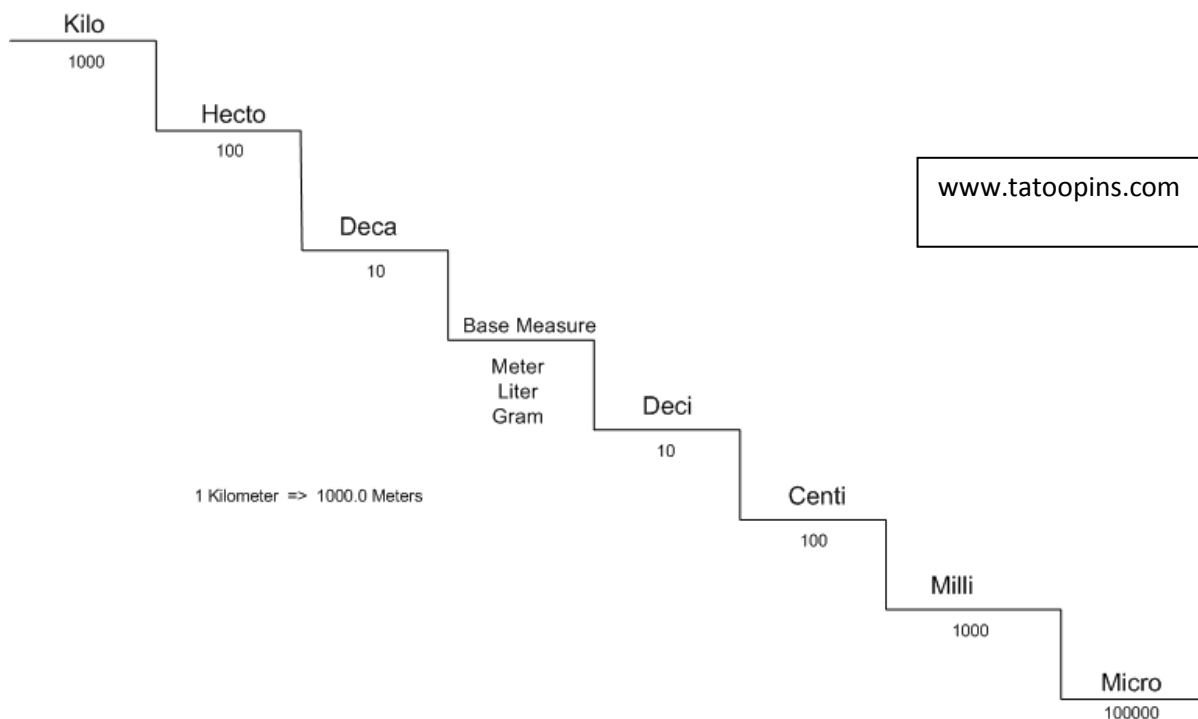 Kilo
1000
Hecto
100
www.tatoopins.com
Deca
10
Base Measure
Meter
Liter
Gram
Deci
10
1 Kilometer => 1000.0 Meters
Centi
100
Milli
1000
Micro
100000